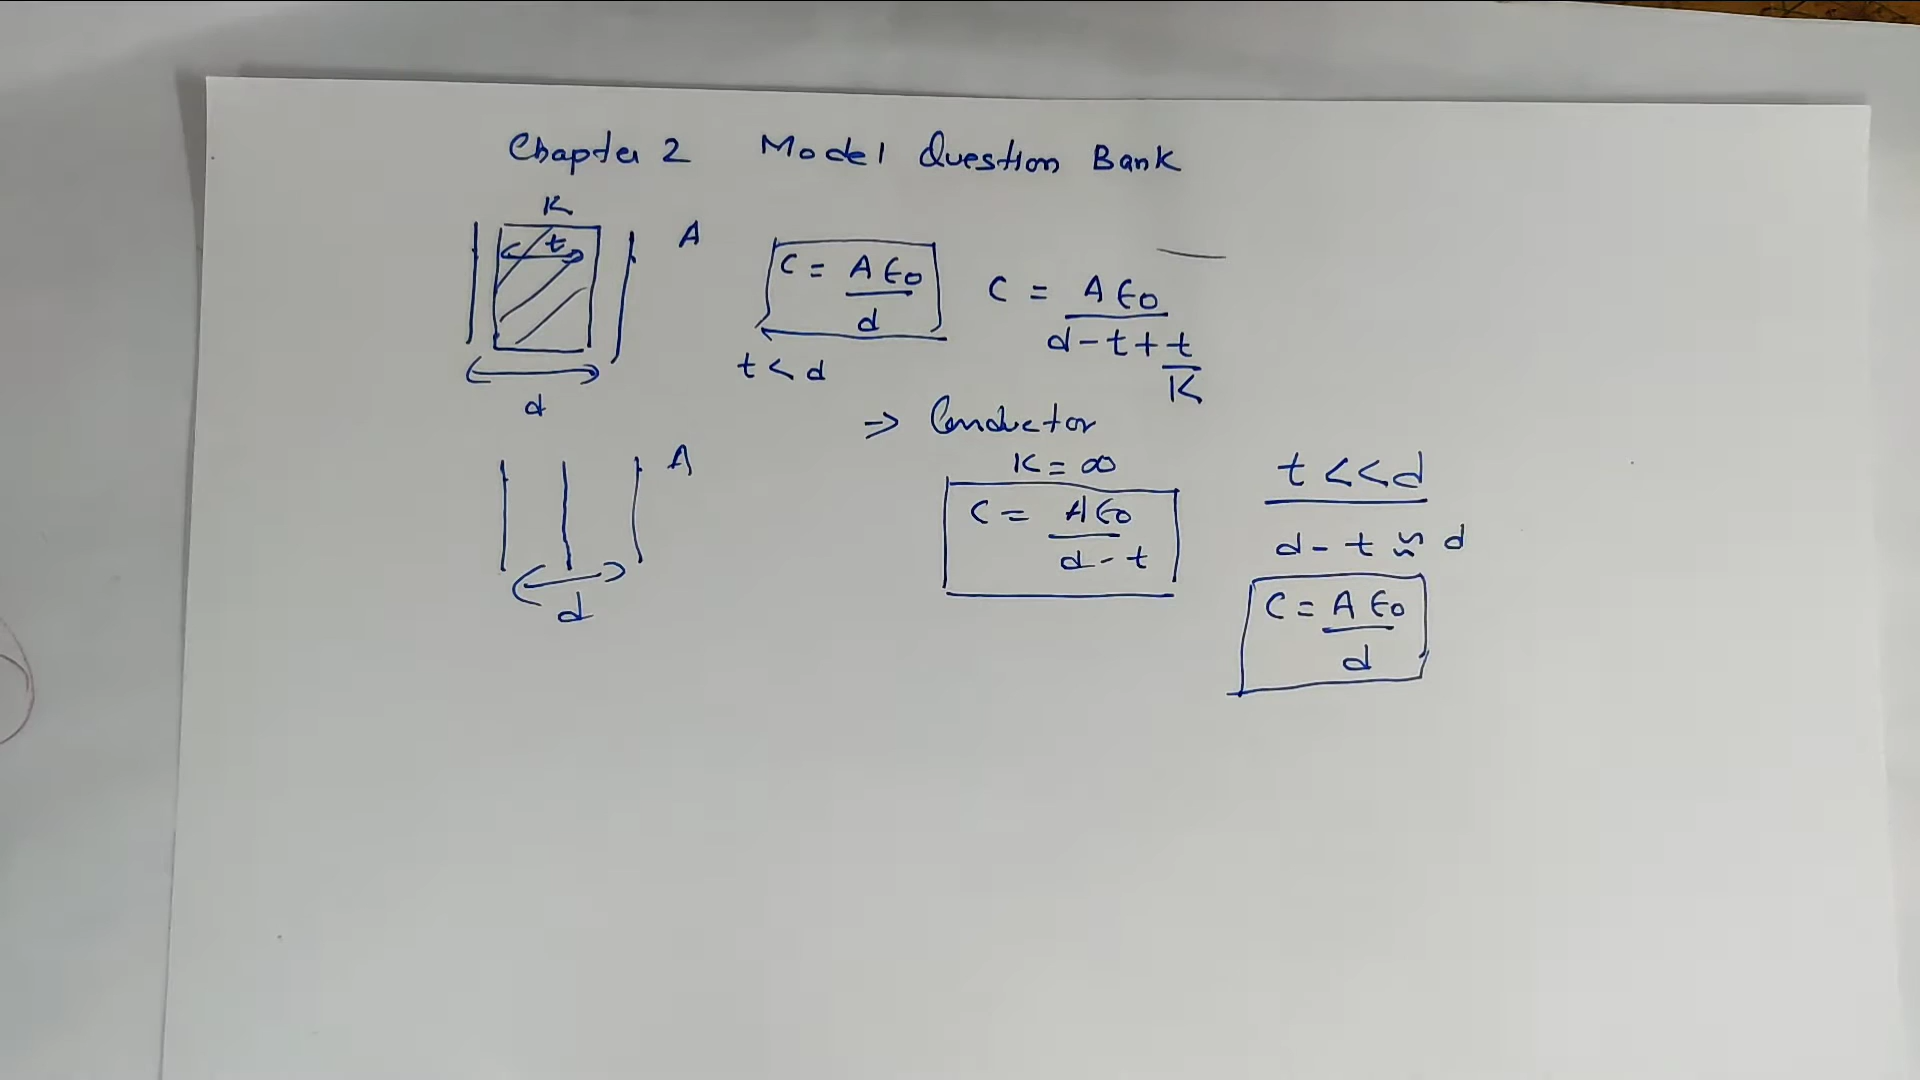 Chapter 2 Model Question Bank
K
t
A
C = Aϵ0
d
C = Aϵ0
d-t+t
K
t<d
d
⇒ Conductor
K=∞
A
C = Aϵ0
d-t
d
t<<d
d-t ≈ d
C = Aϵ0
d